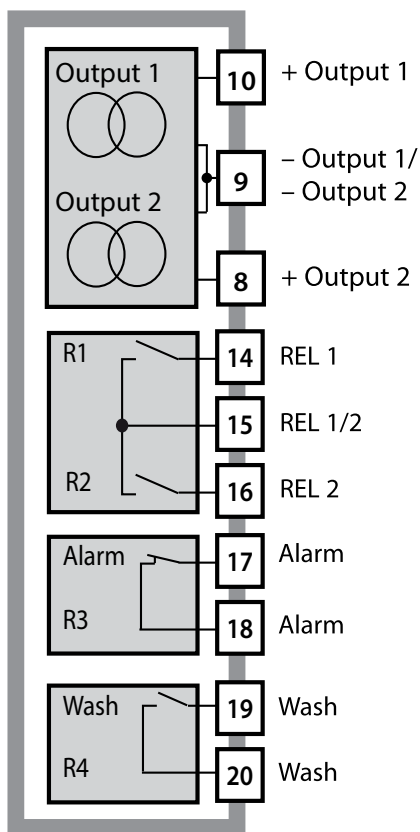 Output 1
10
+ Output 1
9
– Output 1/
– Output 2
Output 2
8
+ Output 2
R1
14
REL 1
15
REL 1/2
R2
16
REL 2
Alarm
17
Alarm
R3
18
Alarm
Wash
19
Wash
R4
20
Wash